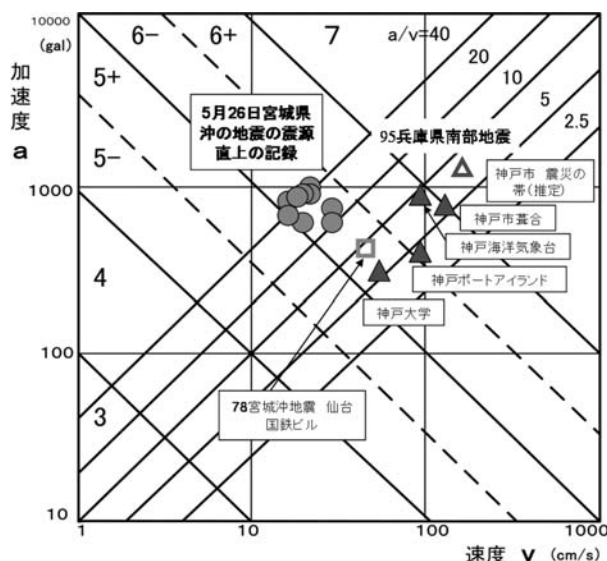 10000
(gal)
加速度
a
1000
100
10
1
10
100
1000
速度 v (cm/s)
6−
6+
7
a/v=40
20
10
5
2.5
5+
5−
4
3
5月26日宮城県
沖の地震の震源
直上の記録
95兵庫県南部地震
神戸市 震災の
帯(推定)
神戸市葺合
神戸海洋気象台
神戸ポートアイランド
神戸大学
78宮城沖地震 仙台
国鉄ビル